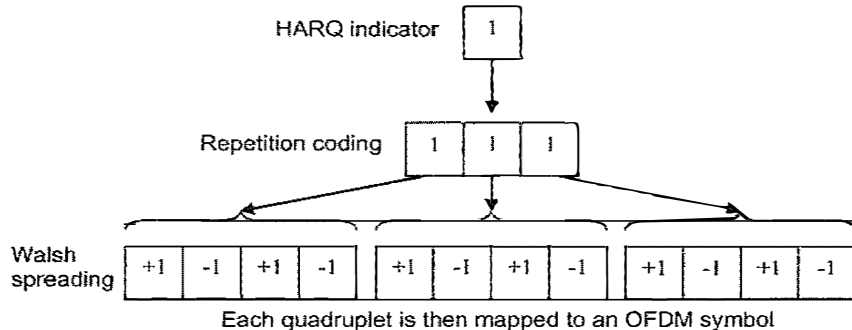 HARQ indicator 1
Repetition coding 1 1 1
Walsh spreading +1 -1 +1 -1 +1 -1 +1 -1 +1 -1 +1 -1
Each quadruplet is then mapped to an OFDM symbol